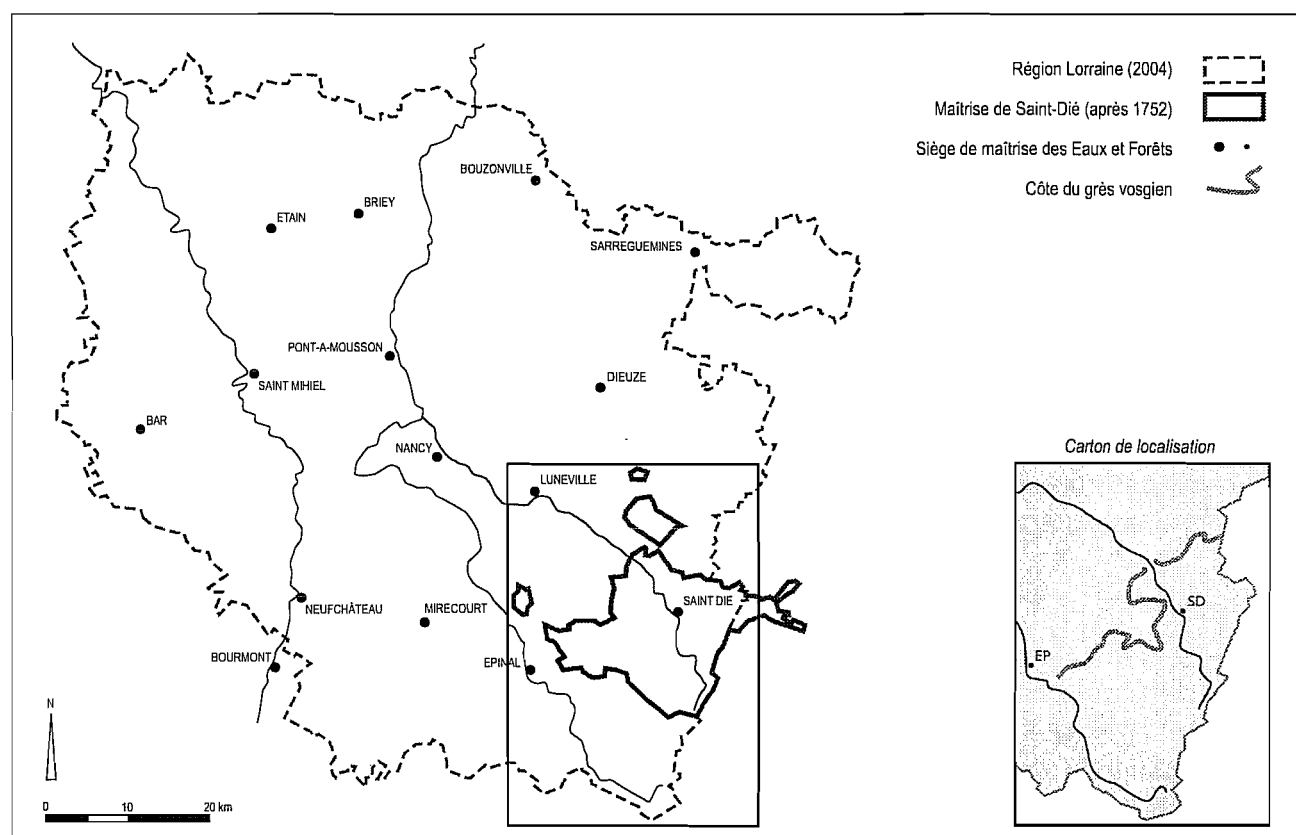 Région Lorraine (2004)
Maîtrise de Saint-Dié (après 1752)
Siège de maîtrise des Eaux et Forêts
Côte du grès vosgien
BOUZONVILLE
BRIEY
ETAIN
SARREGUEMINES
PONT-A-MOUSSON
SAINT MIHIEL
DIEUZE
BAR
NANCY
LUNEVILLE
Carton de localisation
NEUFCHÂTEAU
MIRECOURT
SAINT DIE
SD
BOURMONT
EPINAL
EP
N
0 10 20 km